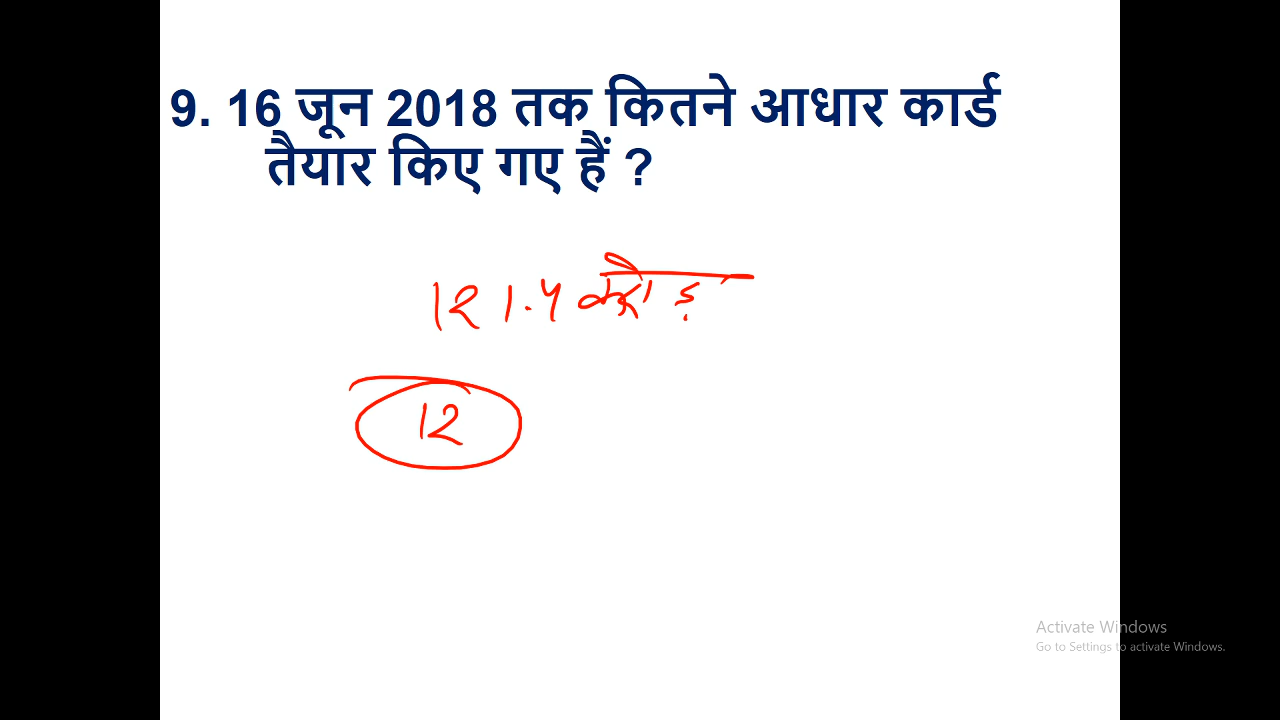 9. 16 जून 2018 तक कितने आधार कार्ड
तैयार किए गए हैं ?
121.4 करोड़
12
Activate Windows
Go to Settings to activate Windows.